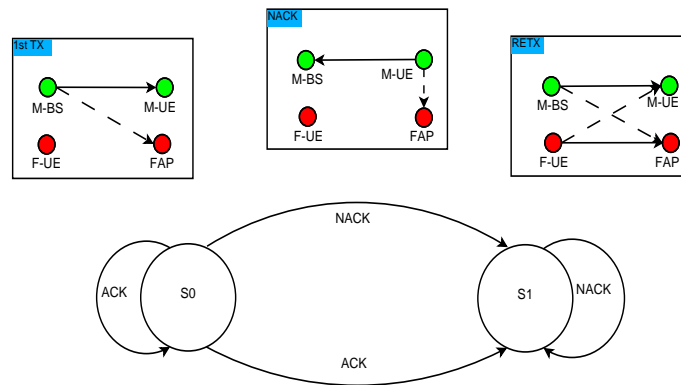 1st TX
M-BS
M-UE
F-UE
FAP
NACK
M-BS
M-UE
F-UE
FAP
RETX
M-BS
M-UE
F-UE
FAP
NACK
ACK
S0
S1
NACK
ACK